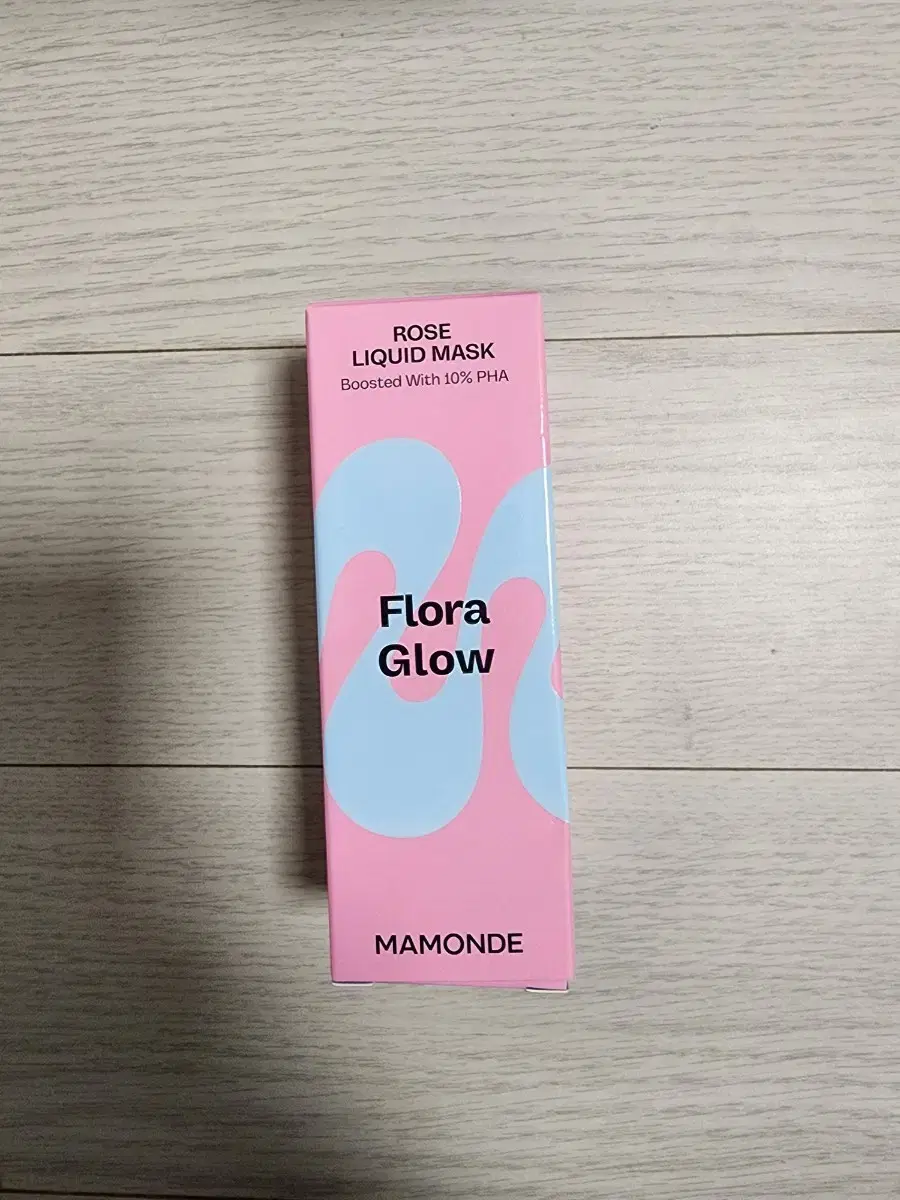 ROSE
LIQUID MASK
Boosted With 10% PHA
Flora
Glow
MAMONDE